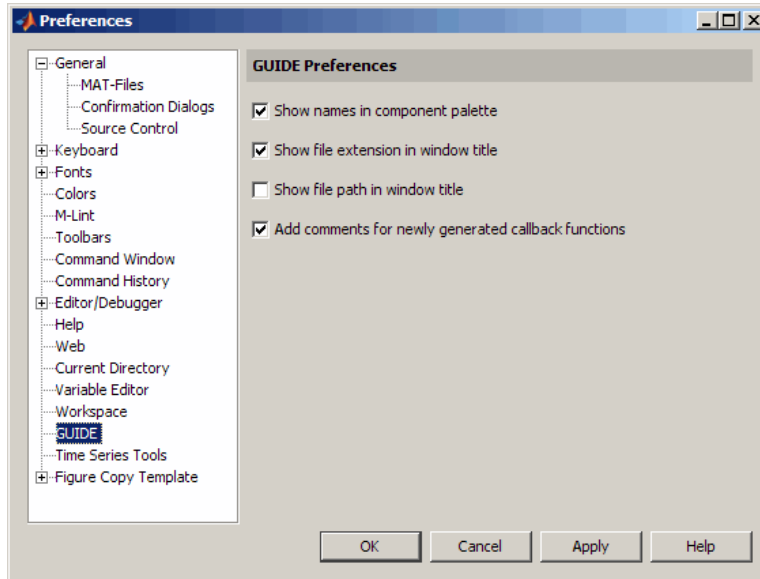 Preferences
General
MAT-Files
Confirmation Dialogs
Source Control
Keyboard
Fonts
Colors
M-Lint
Toolbars
Command Window
Command History
Editor/Debugger
Help
Web
Current Directory
Variable Editor
Workspace
GUIDE
Time Series Tools
Figure Copy Template
GUIDE Preferences
Show names in component palette
Show file extension in window title
Show file path in window title
Add comments for newly generated callback functions
OK Cancel Apply Help